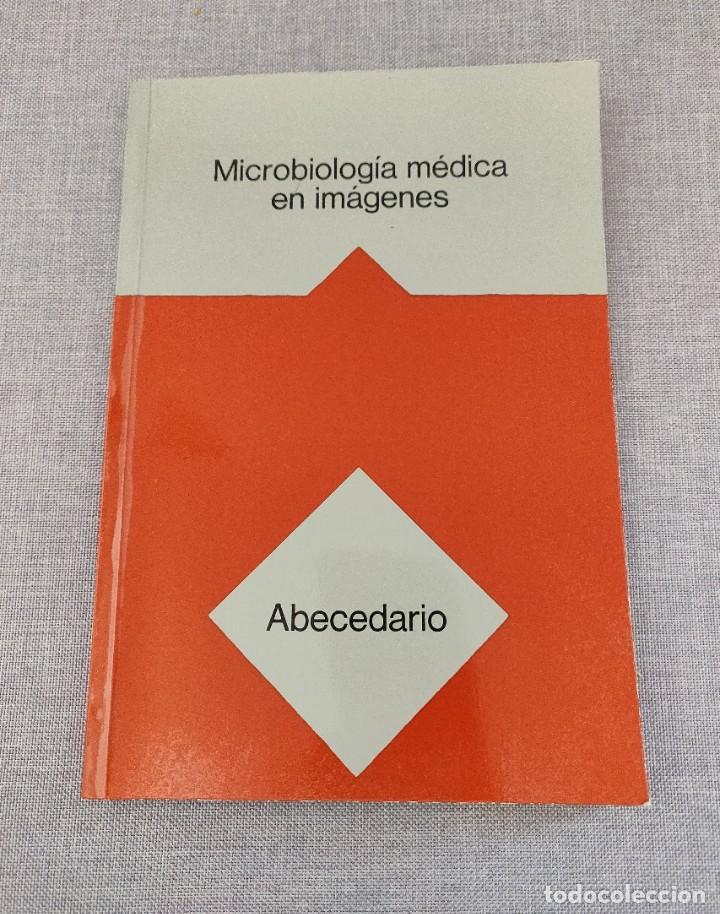 Microbiología médica
en imágenes
Abecedario
todocoleccion